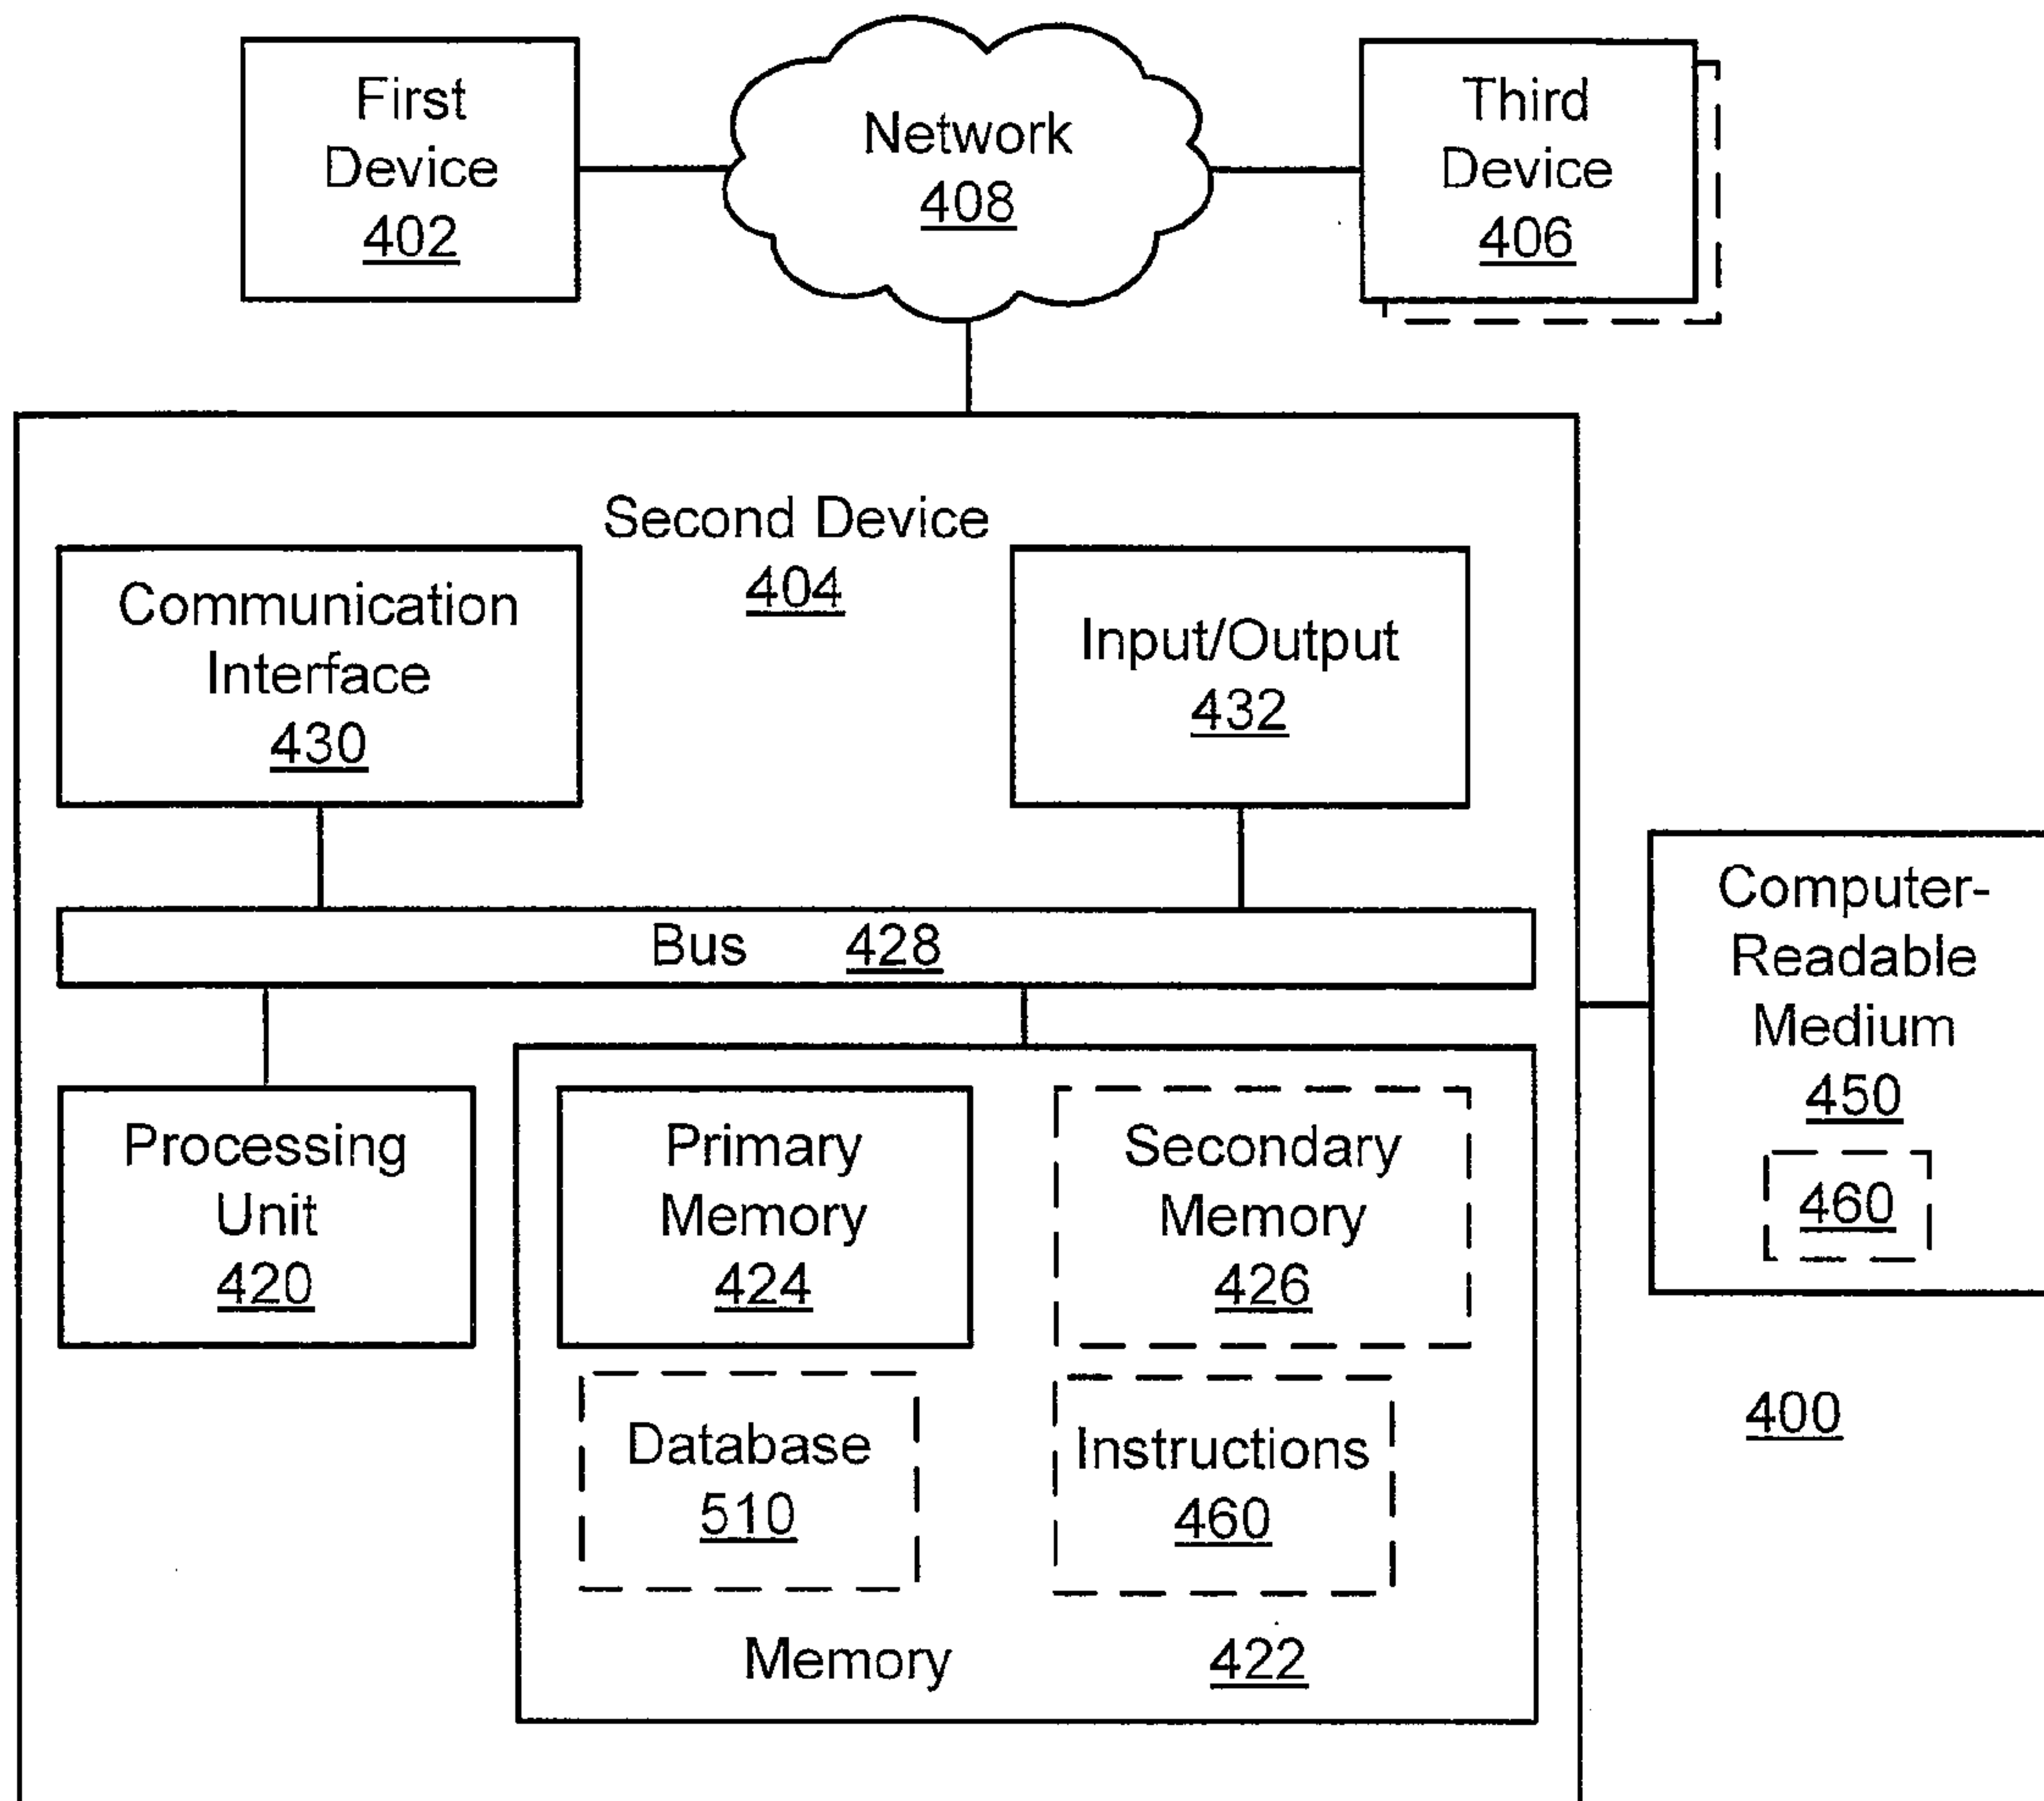 First
Device
402
Network
408
Third
Device
406
Second Device
404
Communication
Interface
430
Input/Output
432
Bus 428
Processing
Unit
420
Primary
Memory
424
Secondary
Memory
426
Database
510
Instructions
460
Memory 422
Computer-
Readable
Medium
450
460
400